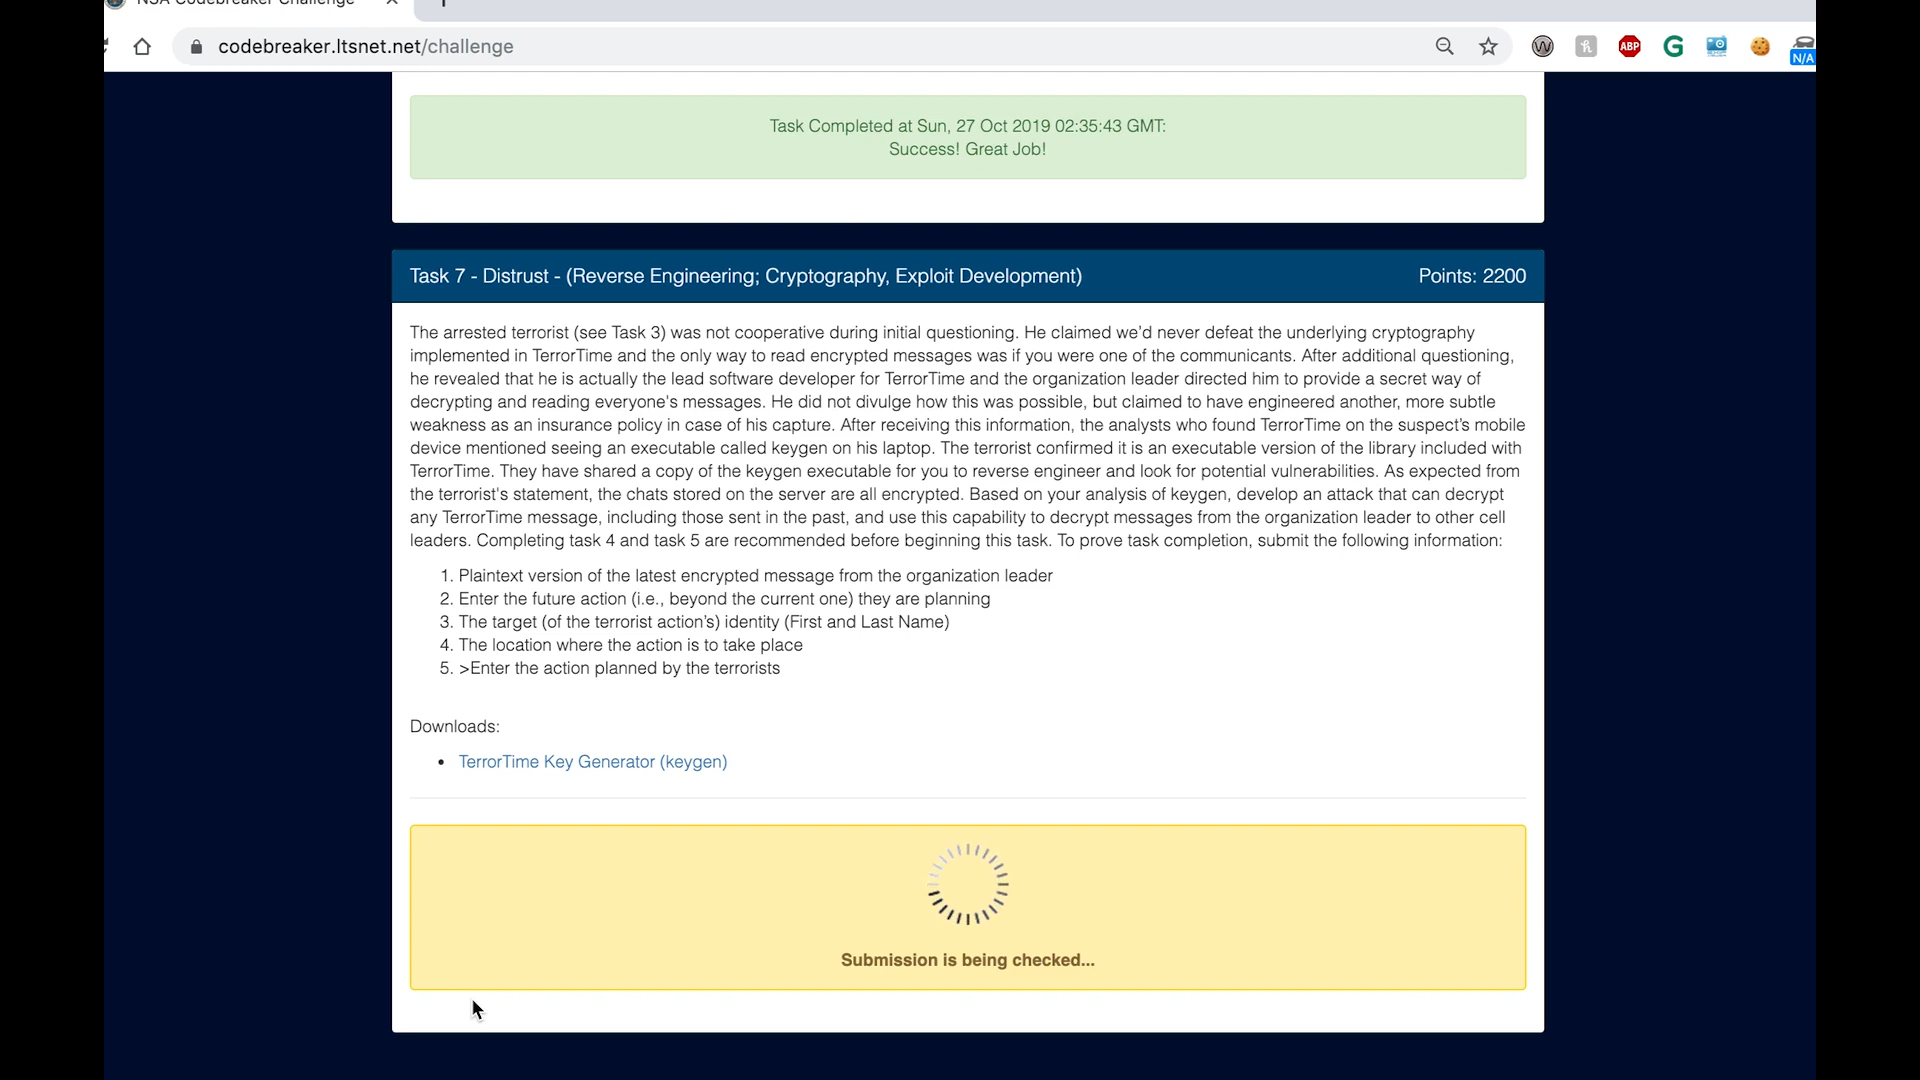 NSA Codebreaker Challenge
codebreaker.ltsnet.net/challenge
ABP
G
N/A
Task Completed at Sun, 27 Oct 2019 02:35:43 GMT:
Success! Great Job!
Task 7 - Distrust - (Reverse Engineering; Cryptography, Exploit Development)
Points: 2200
The arrested terrorist (see Task 3) was not cooperative during initial questioning. He claimed we'd never defeat the underlying cryptography
implemented in TerrorTime and the only way to read encrypted messages was if you were one of the communicants. After additional questioning,
he revealed that he is actually the lead software developer for TerrorTime and the organization leader directed him to provide a secret way of
decrypting and reading everyone's messages. He did not divulge how this was possible, but claimed to have engineered another, more subtle
weakness as an insurance policy in case of his capture. After receiving this information, the analysts who found TerrorTime on the suspect's mobile
device mentioned seeing an executable called keygen on his laptop. The terrorist confirmed it is an executable version of the library included with
TerrorTime. They have shared a copy of the keygen executable for you to reverse engineer and look for potential vulnerabilities. As expected from
the terrorist's statement, the chats stored on the server are all encrypted. Based on your analysis of keygen, develop an attack that can decrypt
any TerrorTime message, including those sent in the past, and use this capability to decrypt messages from the organization leader to other cell
leaders. Completing task 4 and task 5 are recommended before beginning this task. To prove task completion, submit the following information:
1. Plaintext version of the latest encrypted message from the organization leader
2. Enter the future action (i.e., beyond the current one) they are planning
3. The target (of the terrorist action's) identity (First and Last Name)
4. The location where the action is to take place
5. >Enter the action planned by the terrorists
Downloads:
• TerrorTime Key Generator (keygen)
Submission is being checked...